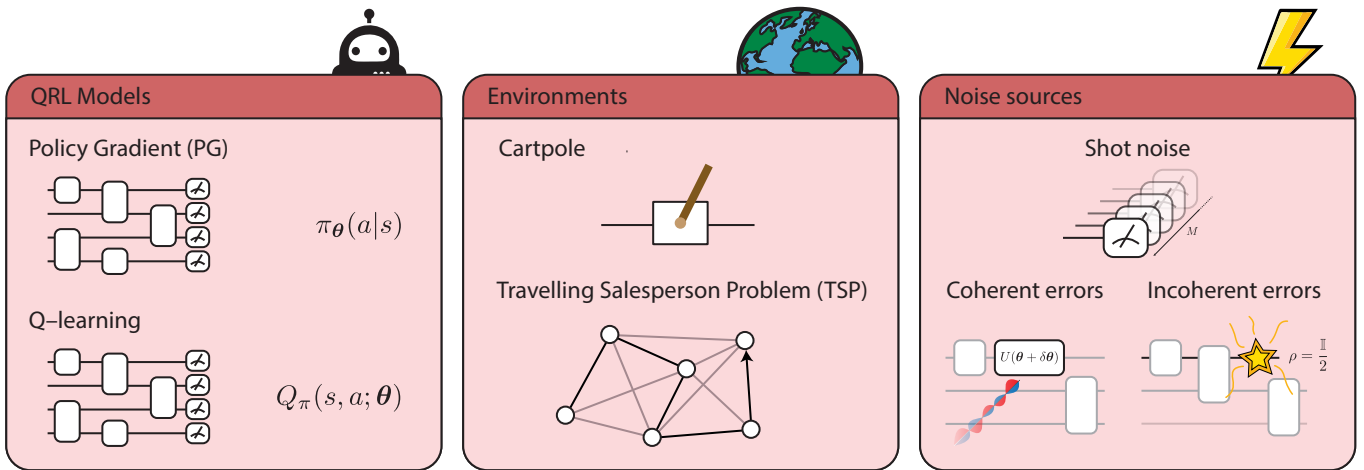 QRL Models
Policy Gradient (PG)
π_θ(a|s)
Q–learning
Q_π(s, a; θ)
Environments
Cartpole
Travelling Salesperson Problem (TSP)
Noise sources
Shot noise
M
Coherent errors
U(θ + δθ)
Incoherent errors
ρ = 𝕀/2